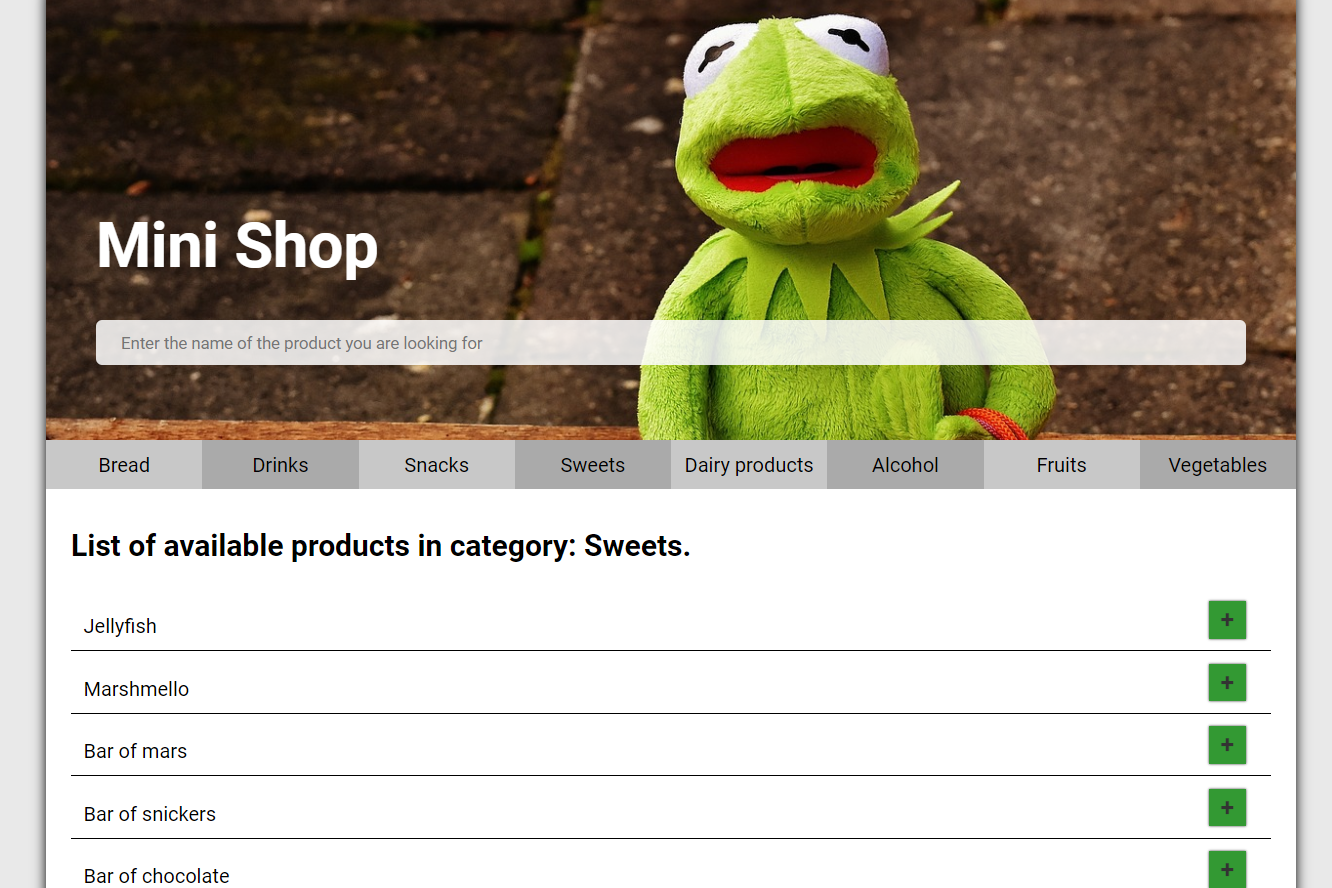 Mini Shop
Enter the name of the product you are looking for
Bread Drinks Snacks Sweets Dairy products Alcohol Fruits Vegetables
List of available products in category: Sweets.
Jellyfish +
Marshmello +
Bar of mars +
Bar of snickers +
Bar of chocolate +